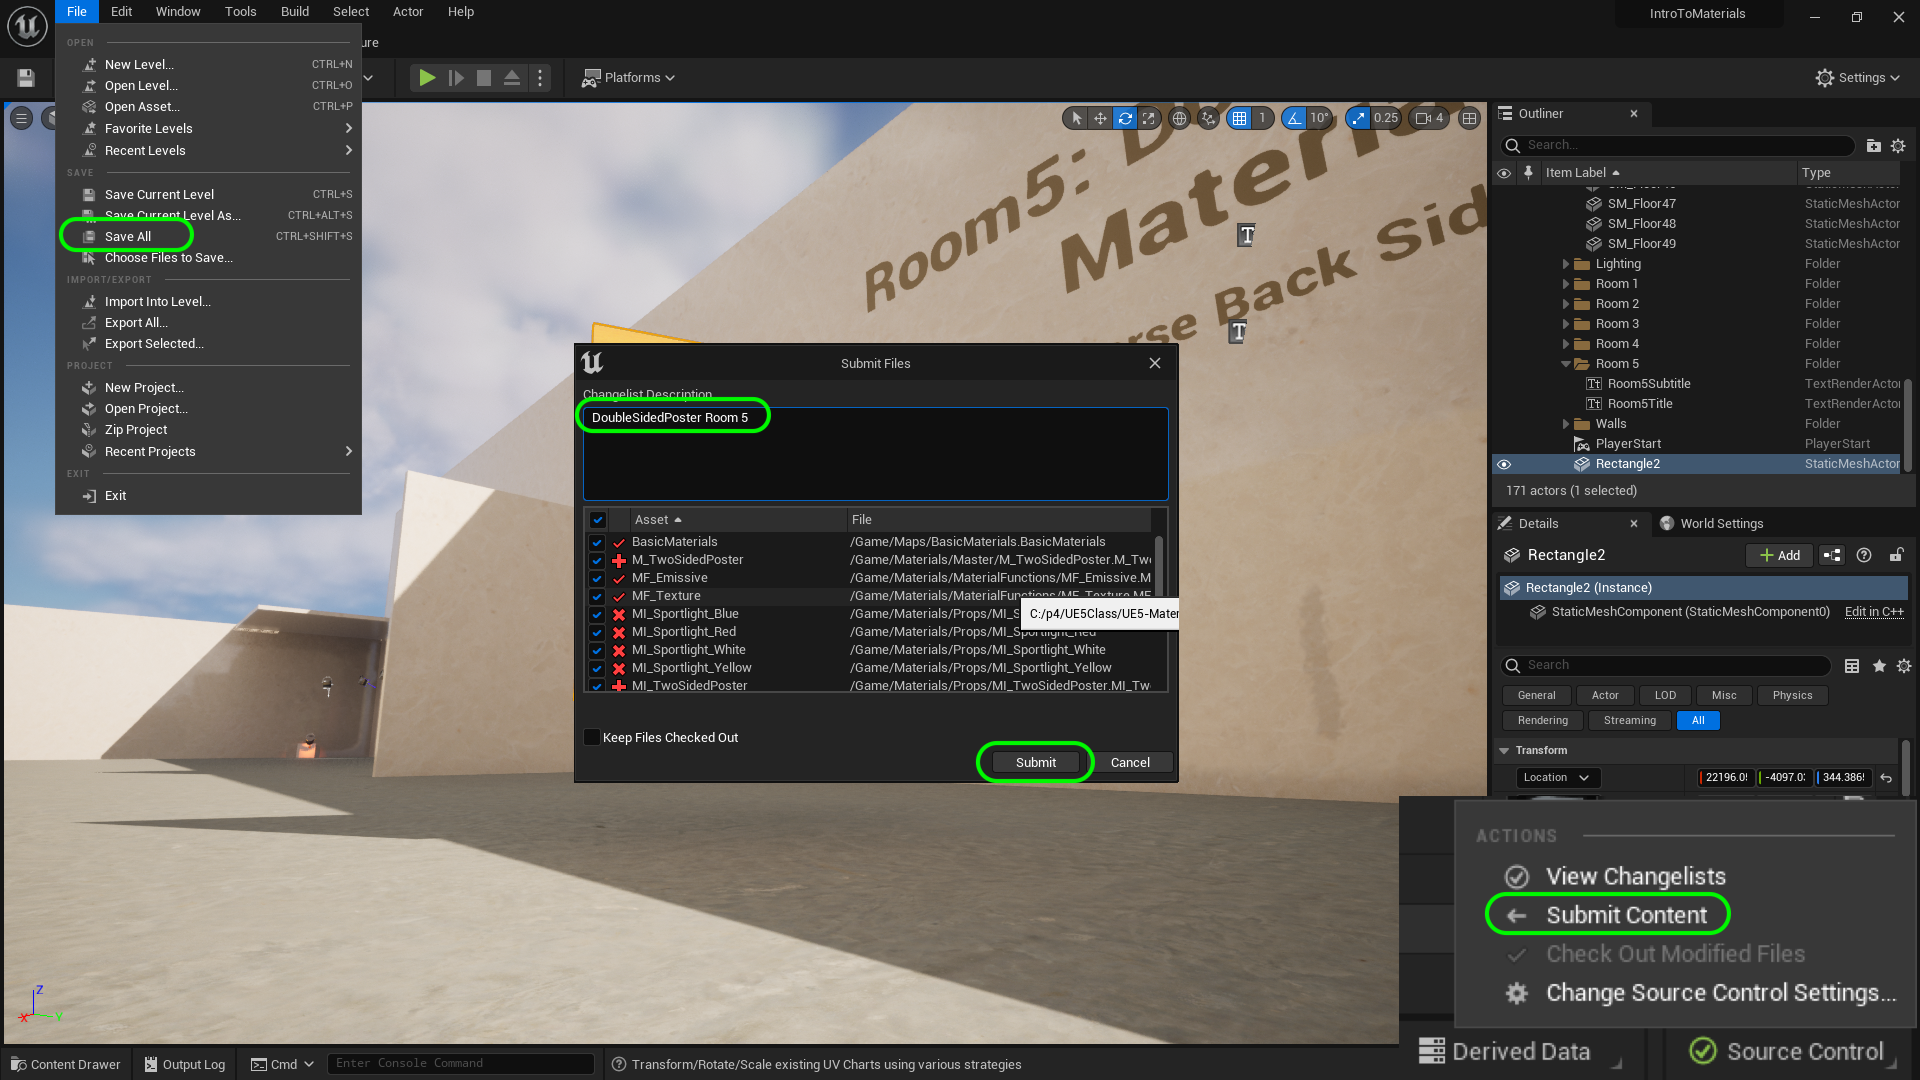 File Edit Window Tools Build Select Actor Help
IntroToMaterials
OPEN
New Level... CTRL+N
Open Level... CTRL+O
Open Asset... CTRL+P
Favorite Levels
Recent Levels
SAVE
Save Current Level CTRL+S
Save Current Level As... CTRL+ALT+S
Save All CTRL+SHIFT+S
Choose Files to Save...
IMPORT/EXPORT
Import Into Level...
Export All...
Export Selected...
PROJECT
New Project...
Open Project...
Zip Project
Recent Projects
EXIT
Exit
Platforms
Settings
1 10° 0.25 4
Room5:
Materia
Back Sid
Submit Files
Changelist Description
DoubleSidedPoster Room 5
Asset File
BasicMaterials /Game/Maps/BasicMaterials.BasicMaterials
M_TwoSidedPoster /Game/Materials/Master/M_TwoSidedPoster.M_Tw
MF_Emissive /Game/Materials/MaterialFunctions/MF_Emissive.M
MF_Texture /Game/Materials/MaterialFunctions/MF_Texture.MF
C:/p4/UE5Class/UE5-Mater
MI_Sportlight_Blue /Game/Materials/Props/MI_S
MI_Sportlight_Red /Game/Materials/Props/MI_Sportlight_Red
MI_Sportlight_White /Game/Materials/Props/MI_Sportlight_White
MI_Sportlight_Yellow /Game/Materials/Props/MI_Sportlight_Yellow
MI_TwoSidedPoster /Game/Materials/Props/MI_TwoSidedPoster.MI_Tw
Keep Files Checked Out
Submit Cancel
Outliner
Search...
Item Label Type
SM_Floor47 StaticMeshActor
SM_Floor48 StaticMeshActor
SM_Floor49 StaticMeshActor
Lighting Folder
Room 1 Folder
Room 2 Folder
Room 3 Folder
Room 4 Folder
Room 5 Folder
Room5Subtitle TextRenderActo
Room5Title TextRenderActo
Walls Folder
PlayerStart PlayerStart
Rectangle2 StaticMeshActor
171 actors (1 selected)
Details World Settings
Rectangle2 Add
Rectangle2 (Instance)
StaticMeshComponent (StaticMeshComponent0) Edit in C++
Search
General Actor LOD Misc Physics
Rendering Streaming All
Transform
Location 22196.0 -4097.0 344.386
ACTIONS
View Changelists
Submit Content
Check Out Modified Files
Change Source Control Settings...
Derived Data Source Control
Z
X Y
Content Drawer Output Log Cmd Enter Console Command Transform/Rotate/Scale existing UV Charts using various strategies